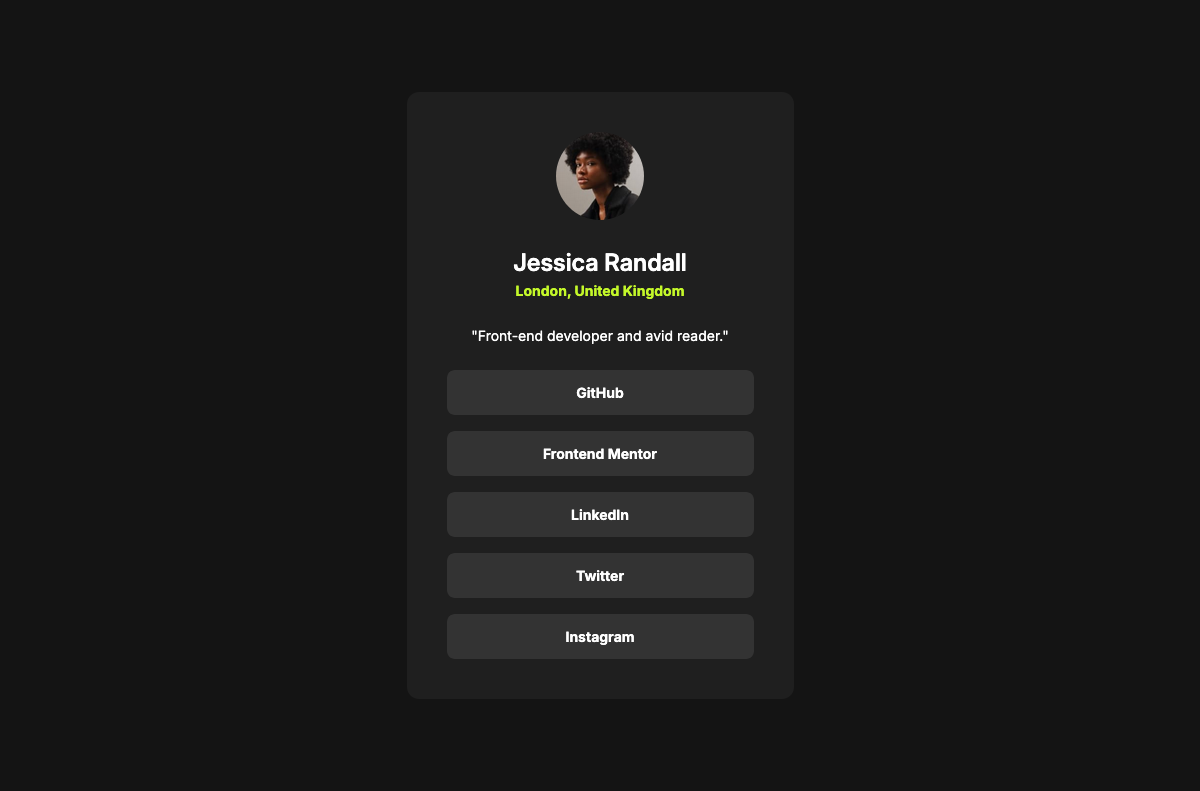 Jessica Randall
London, United Kingdom
"Front-end developer and avid reader."
GitHub
Frontend Mentor
LinkedIn
Twitter
Instagram